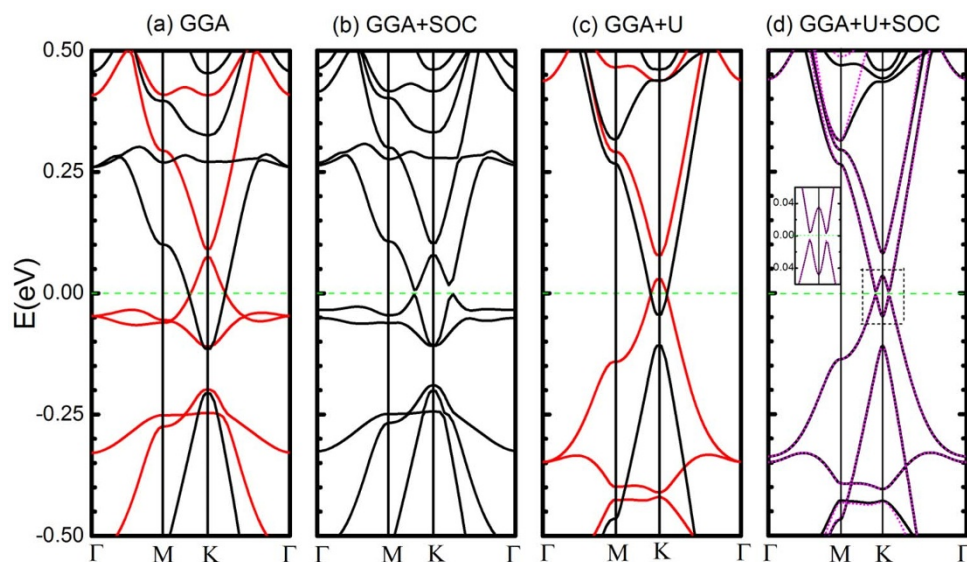 (a) GGA
(b) GGA+SOC
(c) GGA+U
(d) GGA+U+SOC
E(eV)
0.50
0.25
0.00
-0.25
-0.50
0.04
0.00
0.04
Γ M K Γ
Γ M K Γ
Γ M K Γ
Γ M K Γ